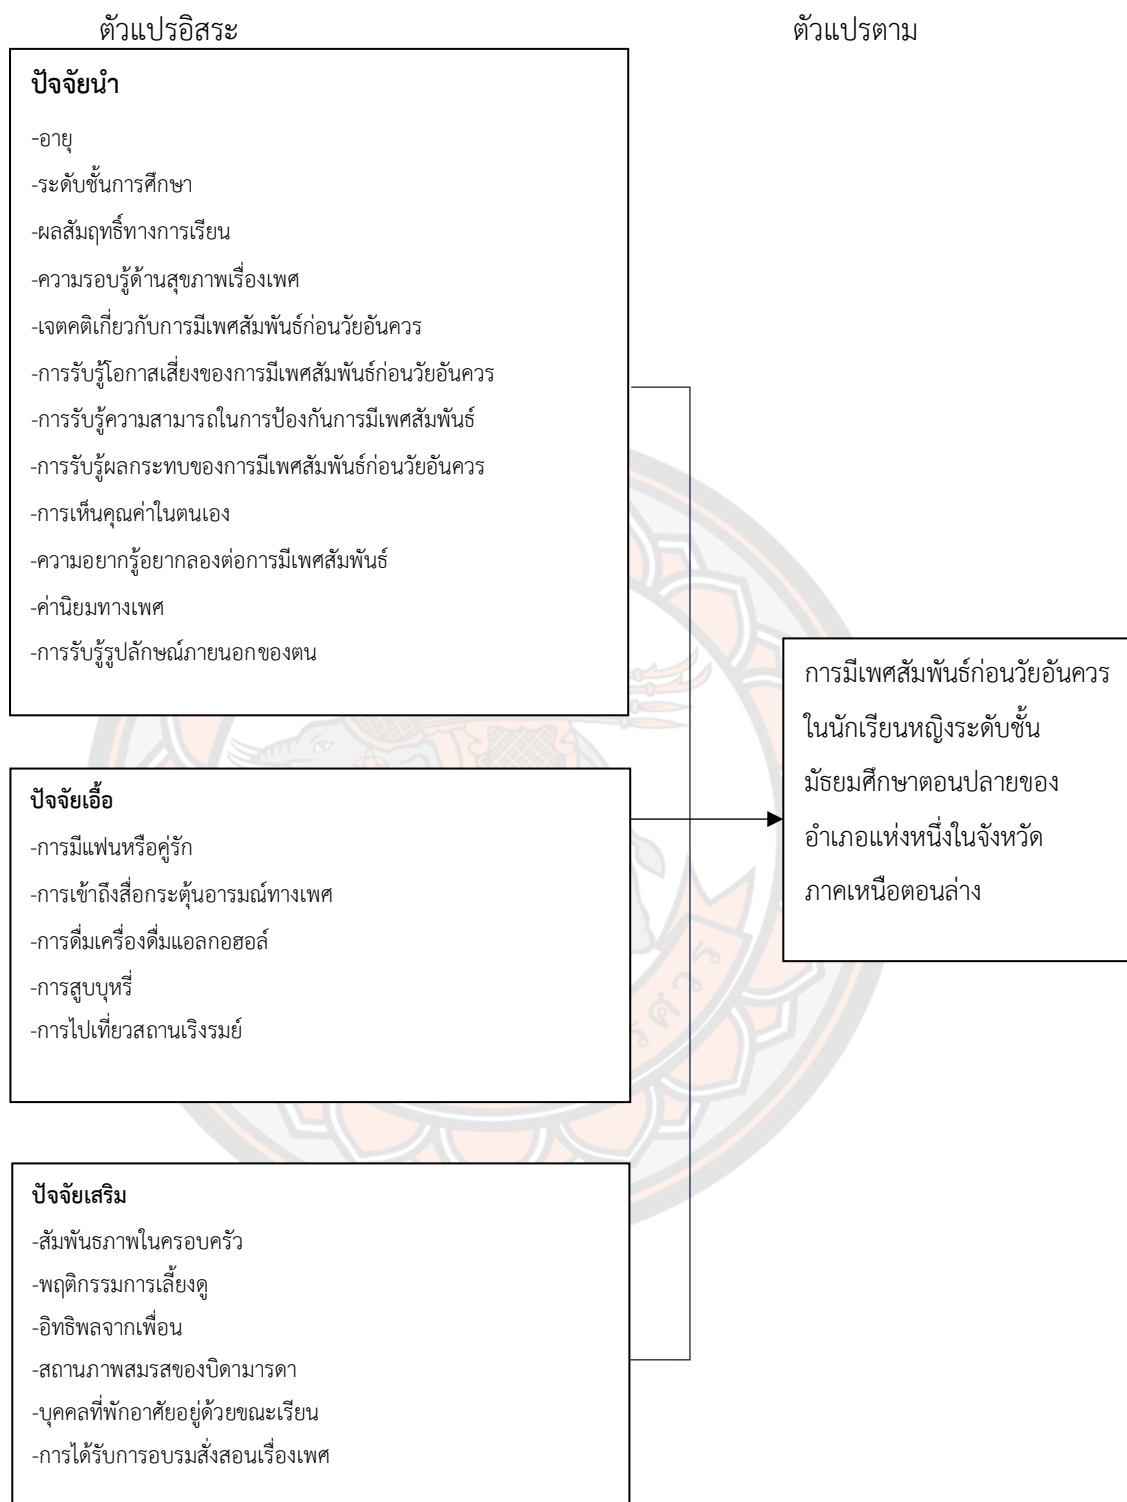 ตัวแปรอิสระ
ตัวแปรตาม
ปัจจัยนำ
-อายุ
-ระดับชั้นการศึกษา
-ผลสัมฤทธิ์ทางการเรียน
-ความรอบรู้ด้านสุขภาพเรื่องเพศ
-เจตคติเกี่ยวกับการมีเพศสัมพันธ์ก่อนวัยอันควร
-การรับรู้โอกาสเสี่ยงของการมีเพศสัมพันธ์ก่อนวัยอันควร
-การรับรู้ความสามารถในการป้องกันการมีเพศสัมพันธ์
-การรับรู้ผลกระทบของการมีเพศสัมพันธ์ก่อนวัยอันควร
-การเห็นคุณค่าในตนเอง
-ความอยากรู้อยากลองต่อการมีเพศสัมพันธ์
-ค่านิยมทางเพศ
-การรับรู้รูปลักษณ์ภายนอกของตน
ปัจจัยเอื้อ
-การมีแฟนหรือคู่รัก
-การเข้าถึงสื่อกระตุ้นอารมณ์ทางเพศ
-การดื่มเครื่องดื่มแอลกอฮอล์
-การสูบบุหรี่
-การไปเที่ยวสถานเริงรมย์
ปัจจัยเสริม
-สัมพันธภาพในครอบครัว
-พฤติกรรมการเลี้ยงดู
-อิทธิพลจากเพื่อน
-สถานภาพสมรสของบิดามารดา
-บุคคลที่พักอาศัยอยู่ด้วยขณะเรียน
-การได้รับการอบรมสั่งสอนเรื่องเพศ
การมีเพศสัมพันธ์ก่อนวัยอันควร
ในนักเรียนหญิงระดับชั้น
มัธยมศึกษาตอนปลายของ
อำเภอแห่งหนึ่งในจังหวัด
ภาคเหนือตอนล่าง